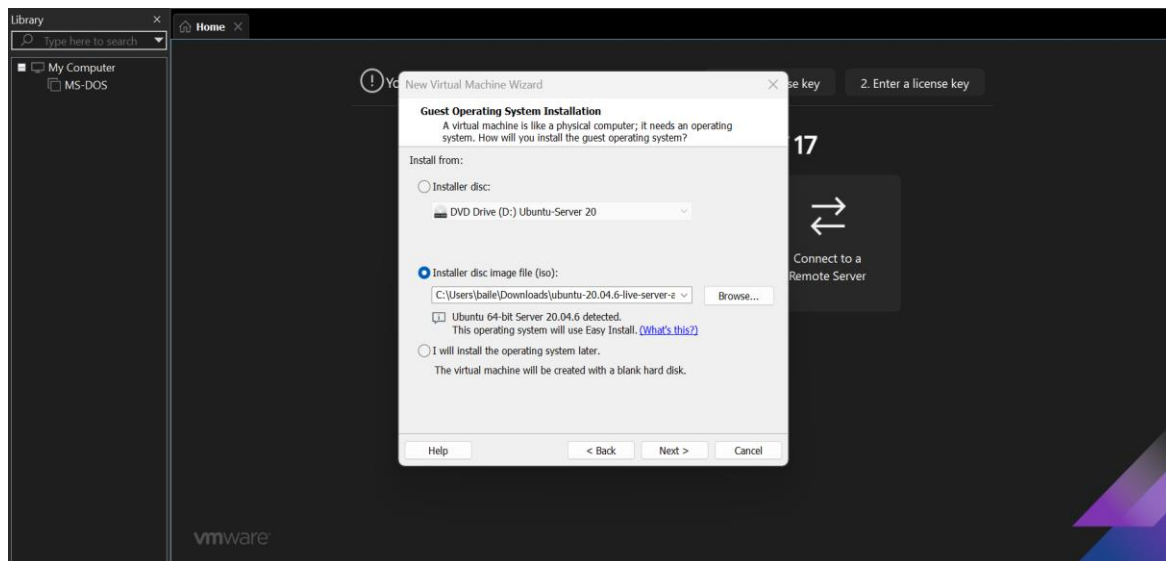 Library
Type here to search
My Computer
MS-DOS
Home
2. Enter a license key
17
Connect to a
Remote Server
New Virtual Machine Wizard
Guest Operating System Installation
A virtual machine is like a physical computer; it needs an operating
system. How will you install the guest operating system?
Install from:
Installer disc:
DVD Drive (D:) Ubuntu-Server 20
Installer disc image file (iso):
C:\Users\baile\Downloads\ubuntu-20.04.6-live-server-a
Browse...
Ubuntu 64-bit Server 20.04.6 detected.
This operating system will use Easy Install. (What's this?)
I will install the operating system later.
The virtual machine will be created with a blank hard disk.
Help
< Back
Next >
Cancel
vmware